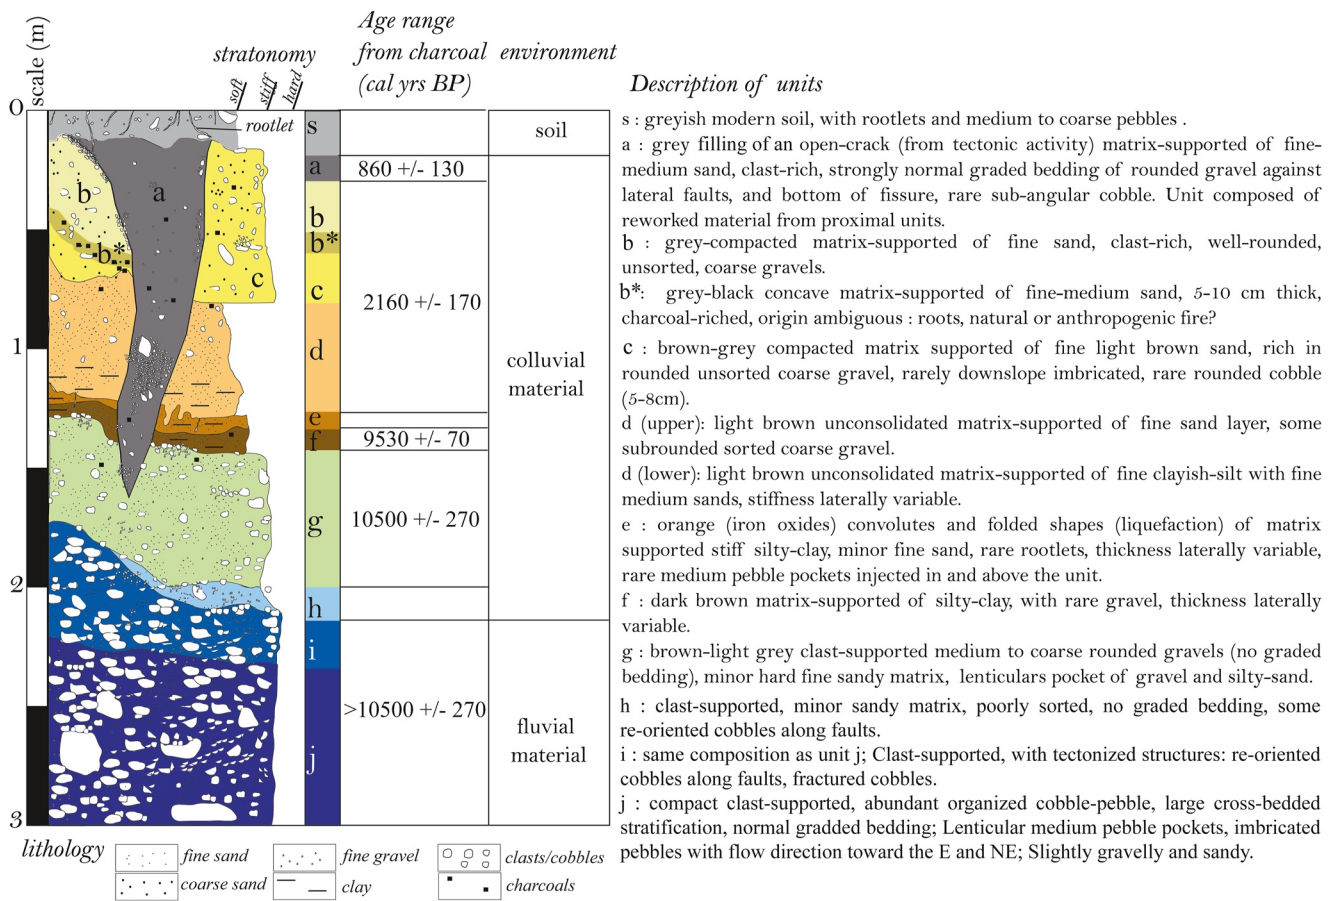 scale (m)
stratonomy
soft
stiff
hard
Age range
from charcoal
(cal yrs BP)
environment
Description of units
0
1
2
3
rootlet
a
b
b*
c
s
a
b
b*
c
d
e
f
g
h
i
j
860 +/- 130
2160 +/- 170
9530 +/- 70
10500 +/- 270
>10500 +/- 270
soil
colluvial
material
fluvial
material
s : greyish modern soil, with rootlets and medium to coarse pebbles .
a : grey filling of an open-crack (from tectonic activity) matrix-supported of fine-
medium sand, clast-rich, strongly normal graded bedding of rounded gravel against
lateral faults, and bottom of fissure, rare sub-angular cobble. Unit composed of
reworked material from proximal units.
b : grey-compacted matrix-supported of fine sand, clast-rich, well-rounded,
unsorted, coarse gravels.
b*: grey-black concave matrix-supported of fine-medium sand, 5-10 cm thick,
charcoal-riched, origin ambiguous : roots, natural or anthropogenic fire?
c : brown-grey compacted matrix supported of fine light brown sand, rich in
rounded unsorted coarse gravel, rarely downslope imbricated, rare rounded cobble
(5-8cm).
d (upper): light brown unconsolidated matrix-supported of fine sand layer, some
subrounded sorted coarse gravel.
d (lower): light brown unconsolidated matrix-supported of fine clayish-silt with fine
medium sands, stiffness laterally variable.
e : orange (iron oxides) convolutes and folded shapes (liquefaction) of matrix
supported stiff silty-clay, minor fine sand, rare rootlets, thickness laterally variable,
rare medium pebble pockets injected in and above the unit.
f : dark brown matrix-supported of silty-clay, with rare gravel, thickness laterally
variable.
g : brown-light grey clast-supported medium to coarse rounded gravels (no graded
bedding), minor hard fine sandy matrix, lenticulars pocket of gravel and silty-sand.
h : clast-supported, minor sandy matrix, poorly sorted, no graded bedding, some
re-oriented cobbles along faults.
i : same composition as unit j; Clast-supported, with tectonized structures: re-oriented
cobbles along faults, fractured cobbles.
j : compact clast-supported, abundant organized cobble-pebble, large cross-bedded
stratification, normal gradded bedding; Lenticular medium pebble pockets, imbricated
pebbles with flow direction toward the E and NE; Slightly gravelly and sandy.
lithology
fine sand
fine gravel
clasts/cobbles
coarse sand
clay
charcoals